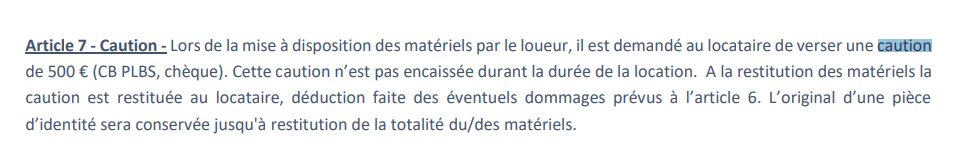 Article 7 - Caution - Lors de la mise à disposition des matériels par le loueur, il est demandé au locataire de verser une caution
de 500 € (CB PLBS, chèque). Cette caution n’est pas encaissée durant la durée de la location. A la restitution des matériels la
caution est restituée au locataire, déduction faite des éventuels dommages prévus à l’article 6. L’original d’une pièce
d’identité sera conservée jusqu'à restitution de la totalité du/des matériels.